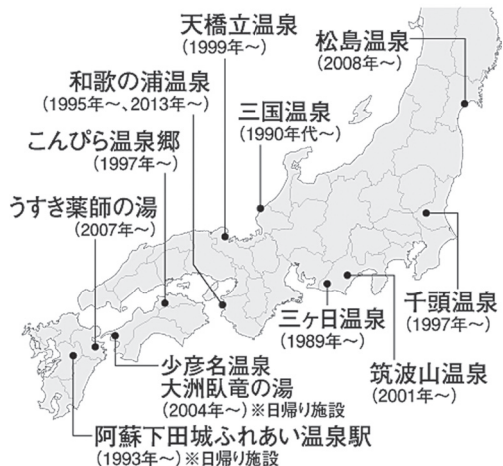 天橋立温泉
(1999年〜)
松島温泉
(2008年〜)
和歌の浦温泉
(1995年〜、2013年〜)
三国温泉
(1990年代〜)
こんぴら温泉郷
(1997年〜)
うすき薬師の湯
(2007年〜)
千頭温泉
(1997年〜)
三ヶ日温泉
(1989年〜)
筑波山温泉
(2001年〜)
少彦名温泉
大洲臥竜の湯
(2004年〜)※日帰り施設
阿蘇下田城ふれあい温泉駅
(1993年〜)※日帰り施設